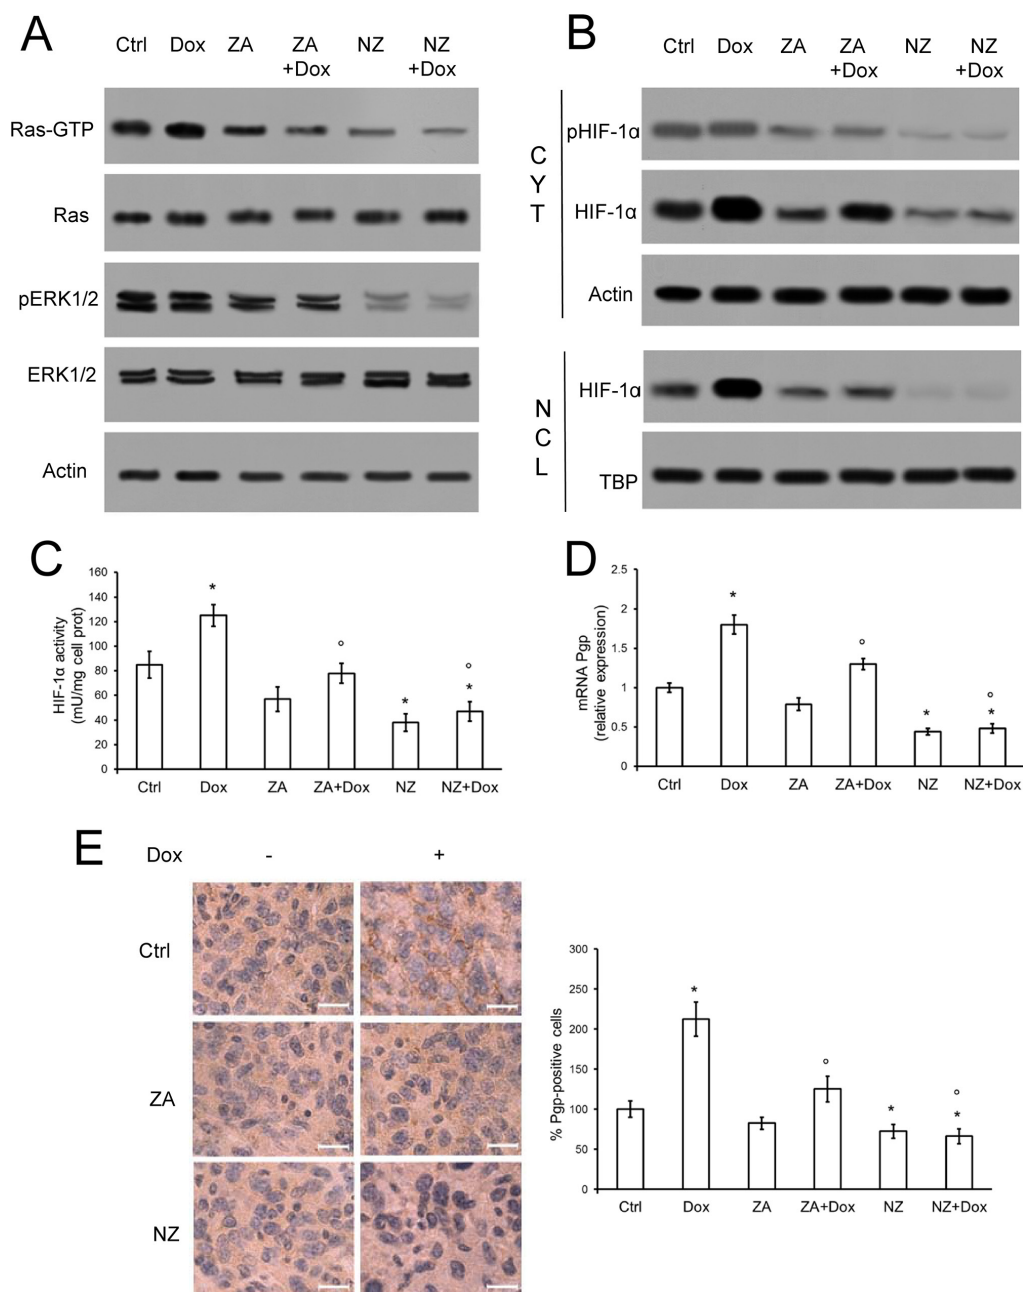 A
Ctrl Dox ZA ZA NZ NZ
+Dox +Dox
Ras-GTP
Ras
pERK1/2
ERK1/2
Actin
B
Ctrl Dox ZA ZA NZ NZ
+Dox +Dox
C
Y
T
pHIF-1α
HIF-1α
Actin
N
C
L
HIF-1α
TBP
C
HIF-1α activity
(mU/mg cell prot)
160
140
120
100
80
60
40
20
0
* ° * ° *
Ctrl Dox ZA ZA+Dox NZ NZ+Dox
D
mRNA Pgp
(relative expression)
2.5
2
1.5
1
0.5
0
* ° * ° *
Ctrl Dox ZA ZA+Dox NZ NZ+Dox
E
Dox - +
Ctrl
ZA
NZ
% Pgp-positive cells
300
250
200
150
100
50
0
* ° * ° *
Ctrl Dox ZA ZA+Dox NZ NZ+Dox